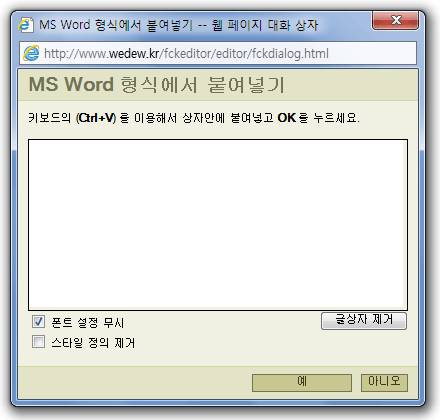 MS Word 형식에서 붙여넣기 -- 웹 페이지 대화 상자
http://www.wedew.kr/fckeditor/editor/fckdialog.html
MS Word 형식에서 붙여넣기
키보드의 (Ctrl+V) 를 이용해서 상자안에 붙여넣고 OK 를 누르세요.
폰트 설정 무시
글상자 제거
스타일 정의 제거
예
아니오